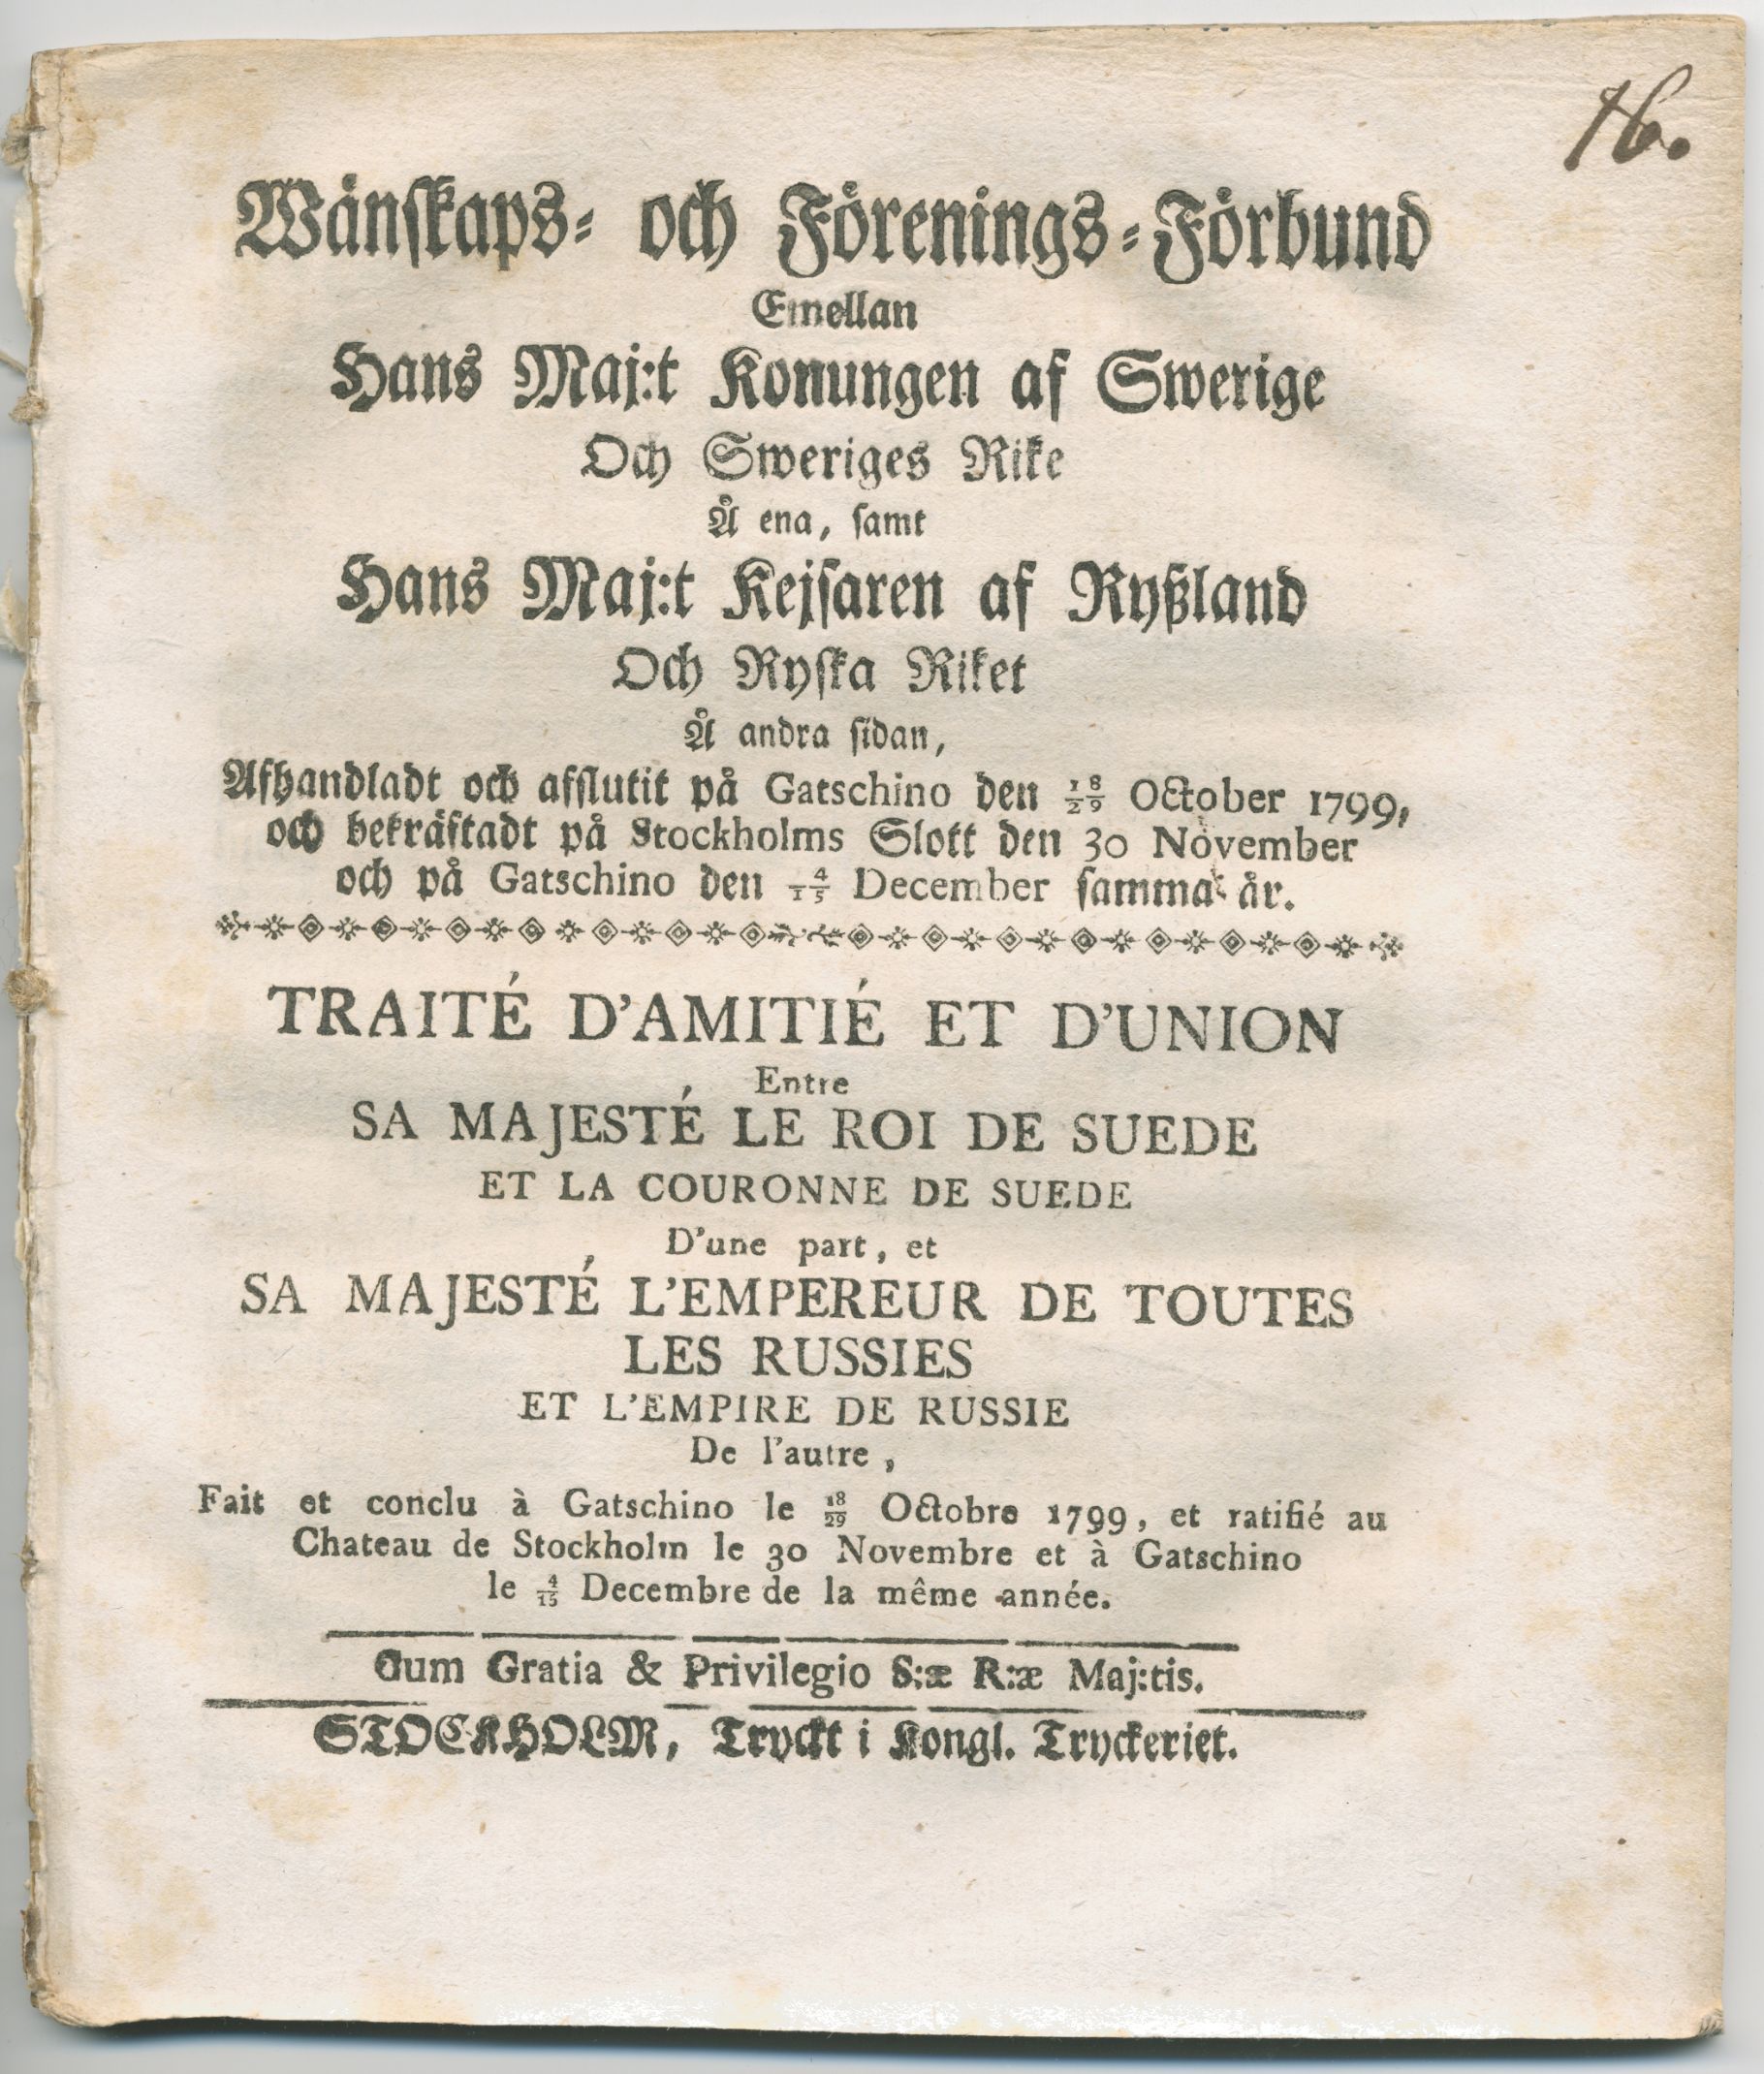 16.
Wänſkaps- och Förenings-Förbund
Emellan
Hans Maj:t Konungen af Swerige
Och Sweriges Rike
Å ena, ſamt
Hans Maj:t Kejſaren af Ryßland
Och Ryſka Riket
Å andra ſidan,
Afhandladt och afſlutit på Gatschino den 18/29 October 1799,
och bekräftadt på Stockholms Slott den 30 November
och på Gatschino den 4/15 December ſamma år.
TRAITÉ D'AMITIÉ ET D'UNION
Entre
SA MAJESTÉ LE ROI DE SUEDE
ET LA COURONNE DE SUEDE
D'une part, et
SA MAJESTÉ L'EMPEREUR DE TOUTES
LES RUSSIES
ET L'EMPIRE DE RUSSIE
De l'autre,
Fait et conclu à Gatschino le 18/29 Octobre 1799, et ratifié au
Chateau de Stockholm le 30 Novembre et à Gatschino
le 4/15 Decembre de la même année.
Cum Gratia & Privilegio S:æ R:æ Maj:tis.
STOCKHOLM, Tryckt i Kongl. Tryckeriet.